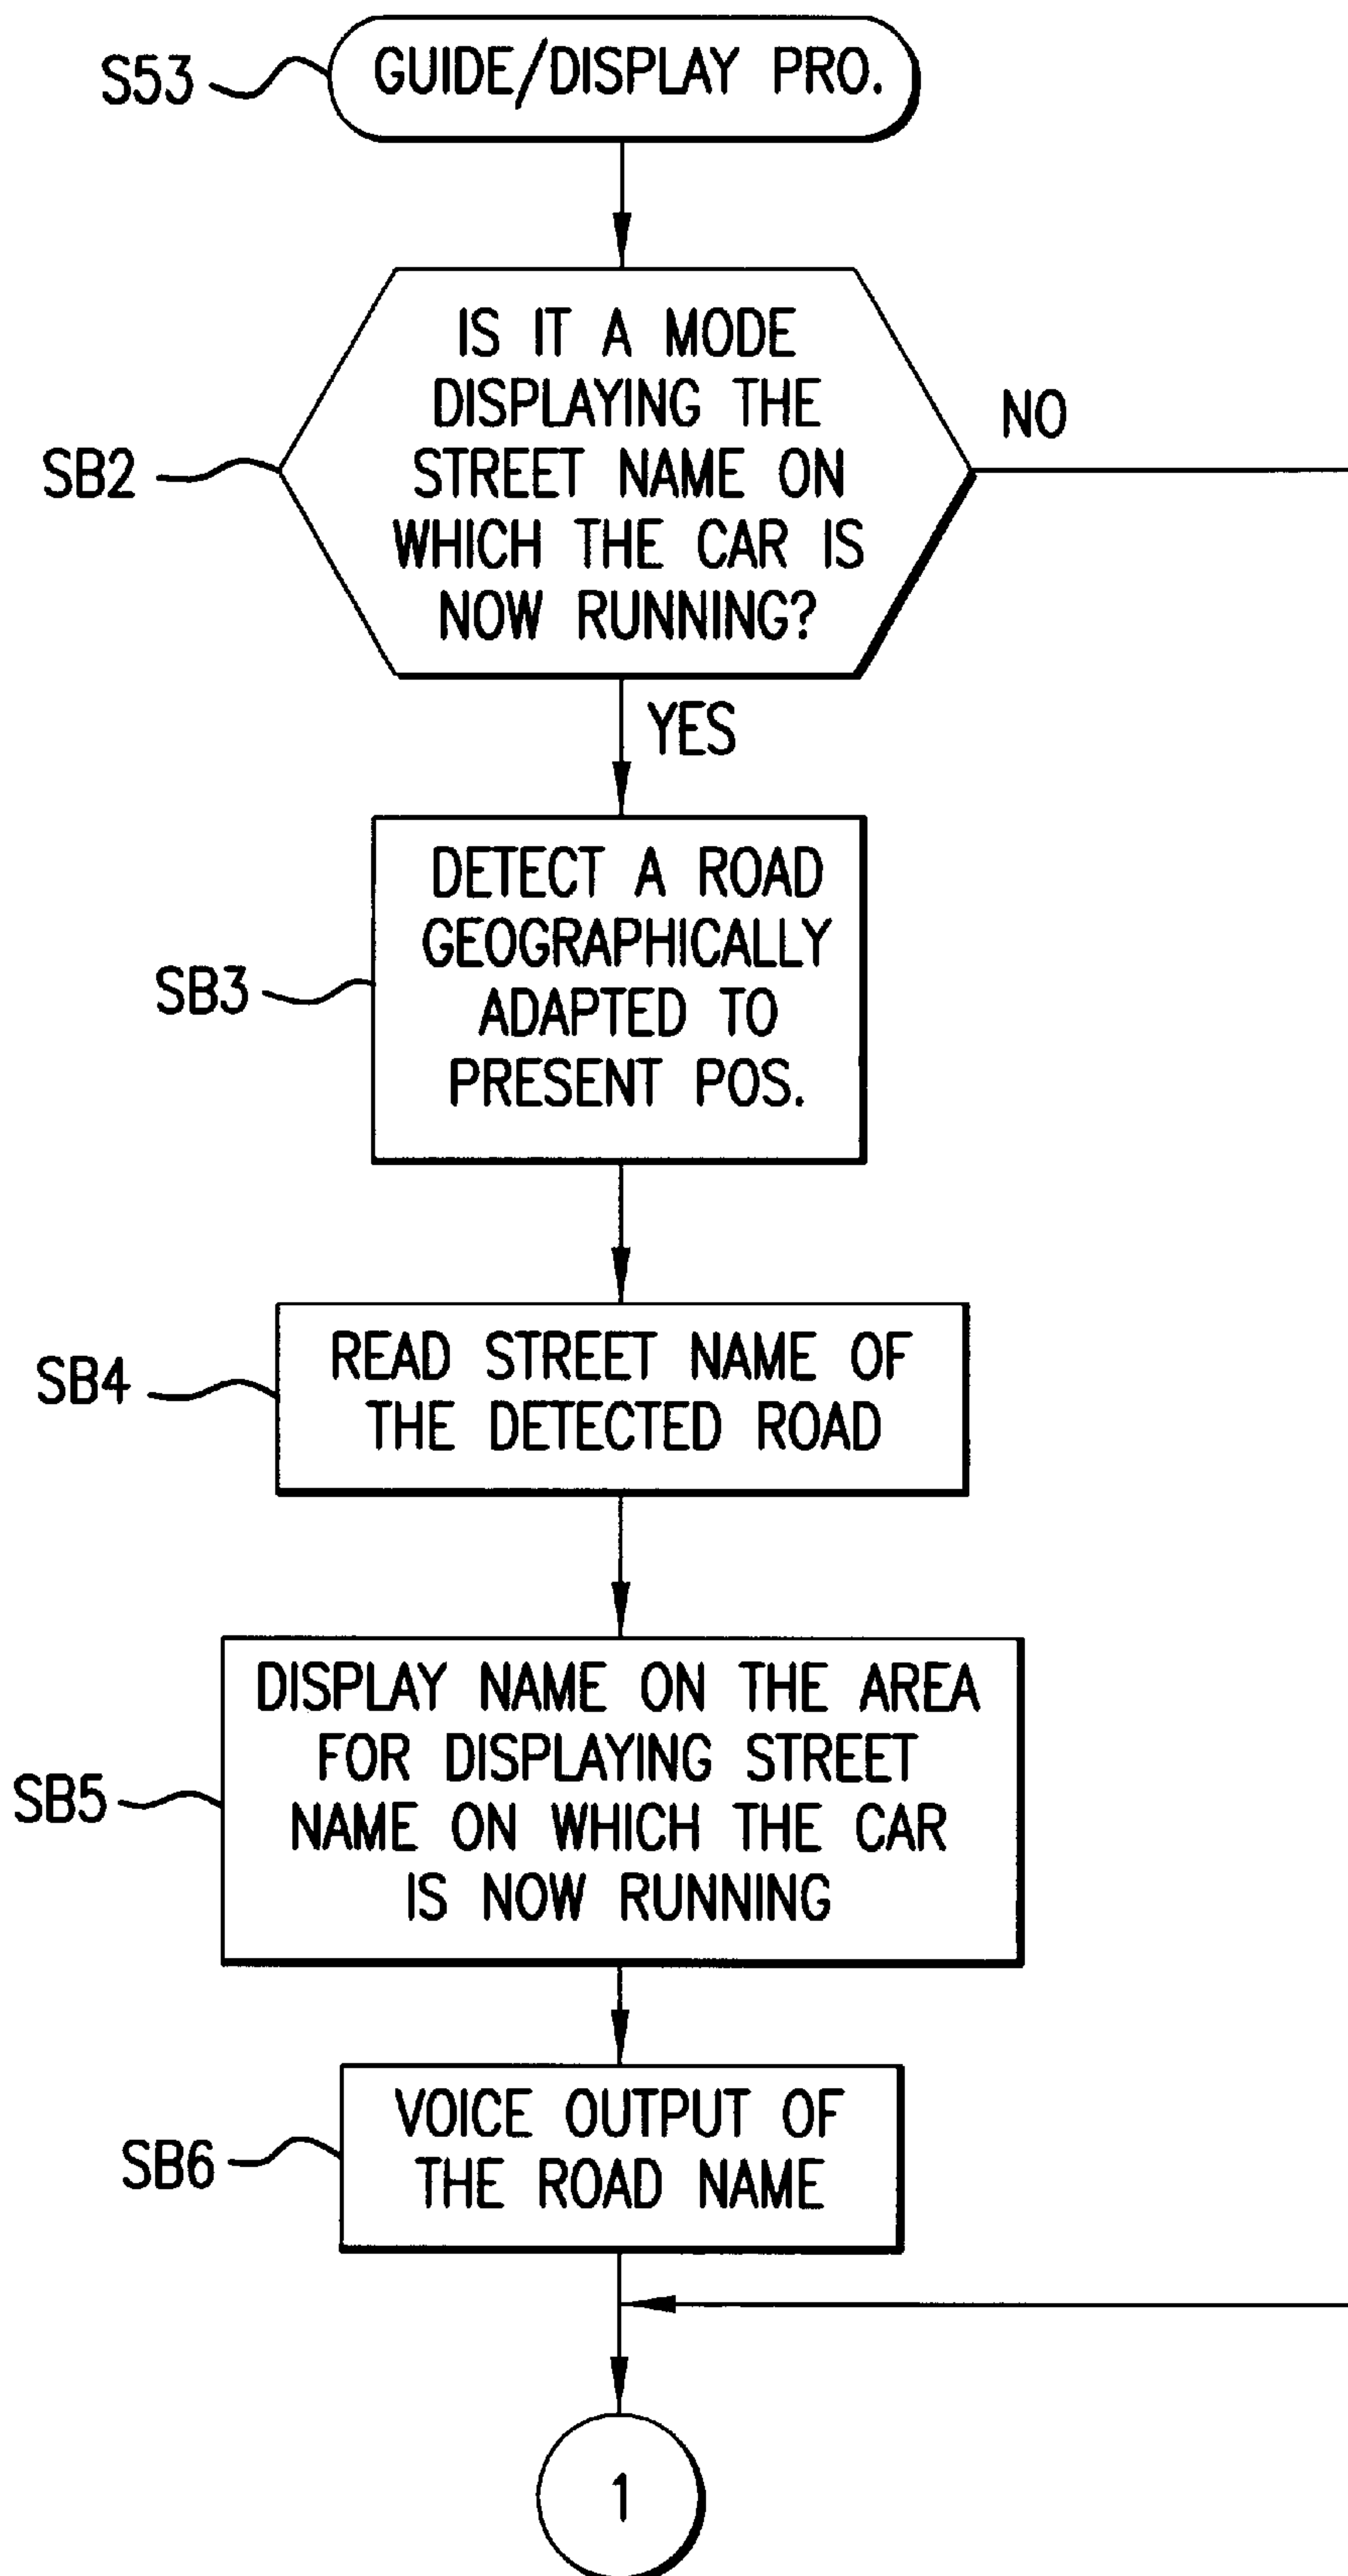 S53
GUIDE/DISPLAY PRO.
SB2
IS IT A MODE
DISPLAYING THE
STREET NAME ON
WHICH THE CAR IS
NOW RUNNING?
NO
YES
SB3
DETECT A ROAD
GEOGRAPHICALLY
ADAPTED TO
PRESENT POS.
SB4
READ STREET NAME OF
THE DETECTED ROAD
SB5
DISPLAY NAME ON THE AREA
FOR DISPLAYING STREET
NAME ON WHICH THE CAR
IS NOW RUNNING
SB6
VOICE OUTPUT OF
THE ROAD NAME
1